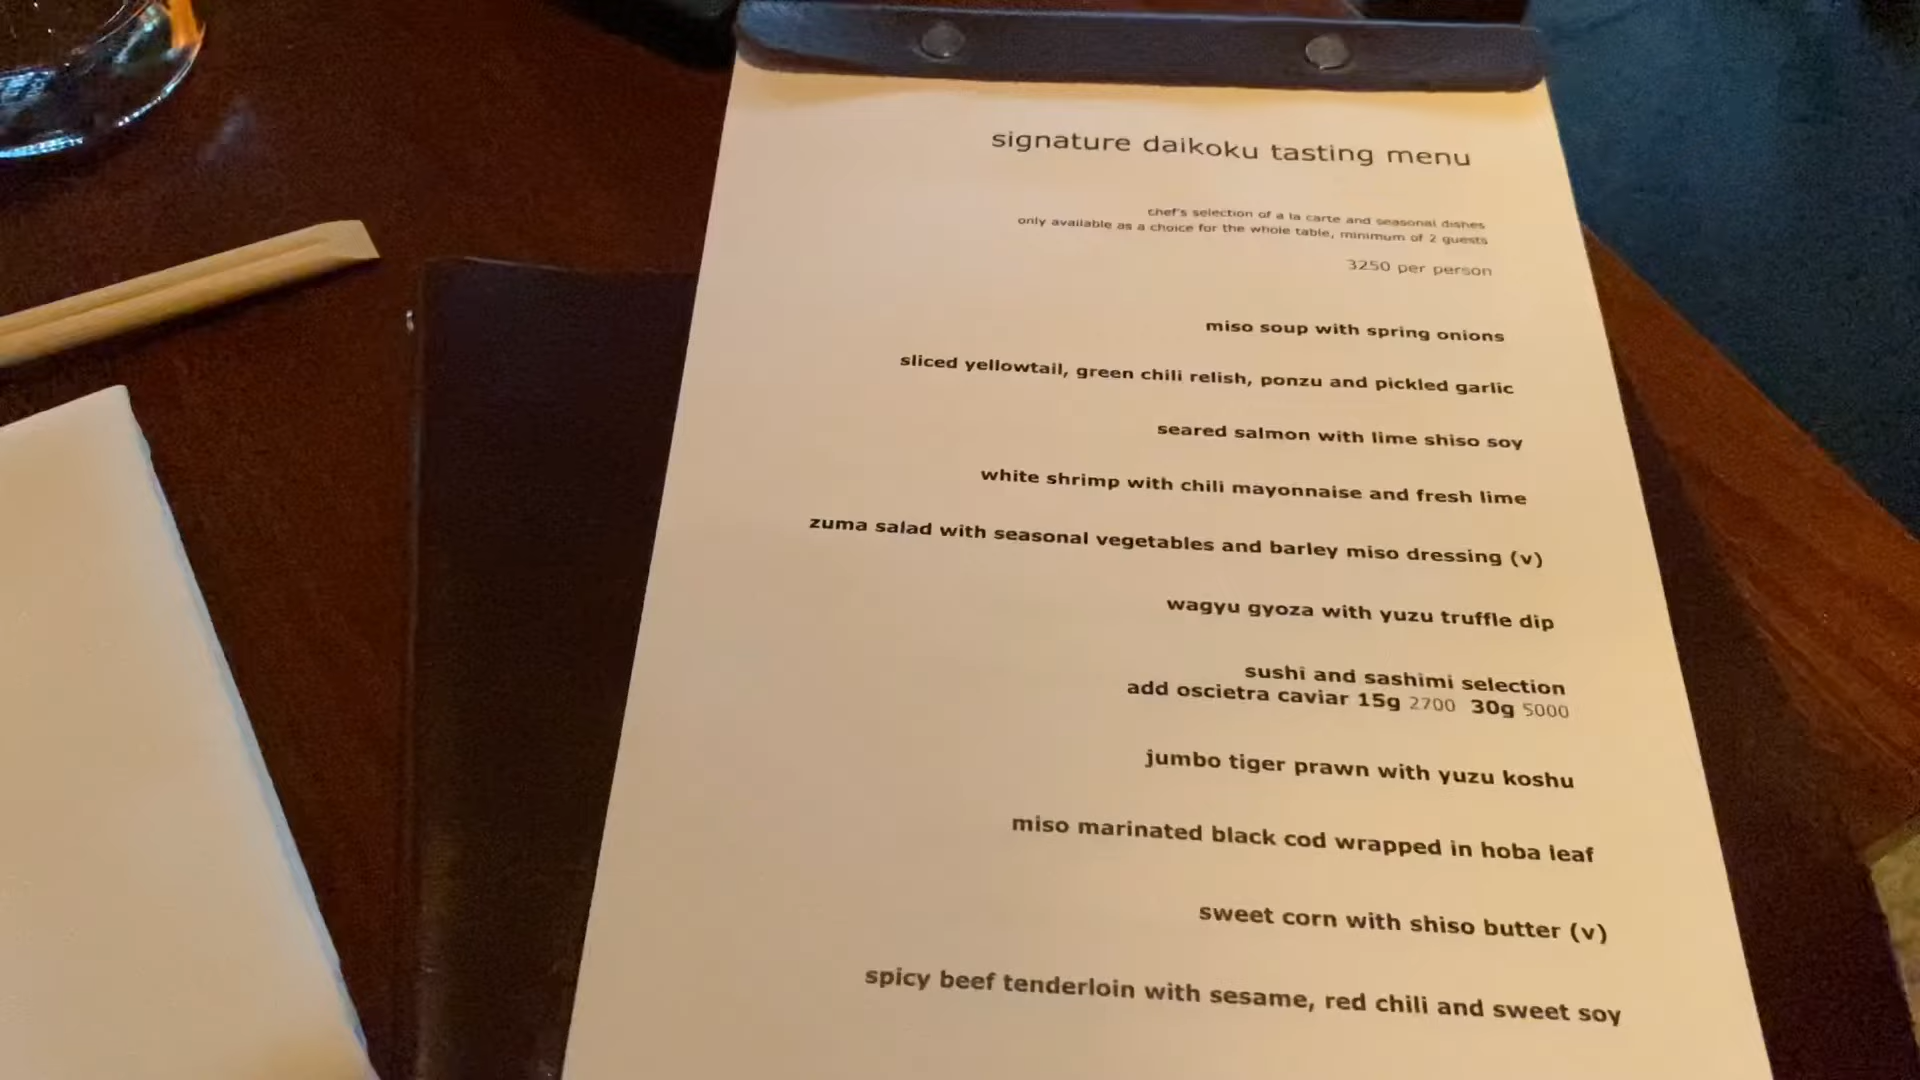 signature daikoku tasting menu
chef's selection of a la carte and seasonal dishes
only available as a choice for the whole table, minimum of 2 guests
3250 per person
miso soup with spring onions
sliced yellowtail, green chili relish, ponzu and pickled garlic
seared salmon with lime shiso soy
white shrimp with chili mayonnaise and fresh lime
zuma salad with seasonal vegetables and barley miso dressing (v)
wagyu gyoza with yuzu truffle dip
sushi and sashimi selection
add oscietra caviar 15g 2700 30g 5000
jumbo tiger prawn with yuzu koshu
miso marinated black cod wrapped in hoba leaf
sweet corn with shiso butter (v)
spicy beef tenderloin with sesame, red chili and sweet soy